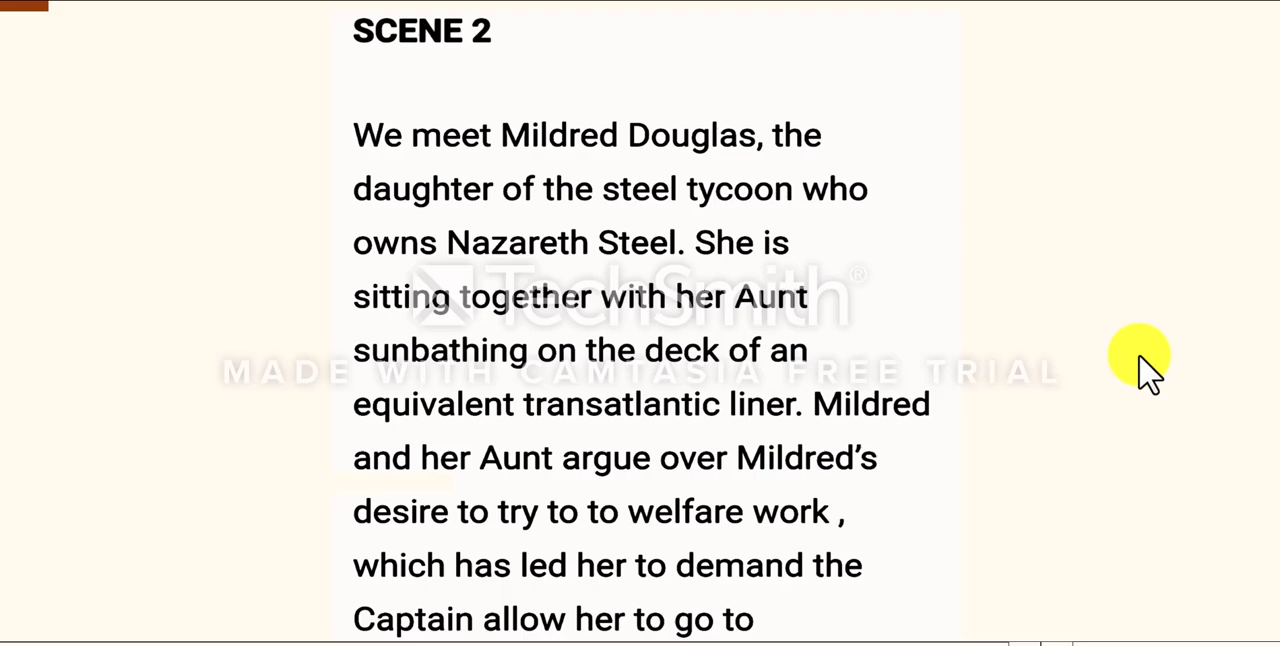 SCENE 2
We meet Mildred Douglas, the
daughter of the steel tycoon who
owns Nazareth Steel. She is
sitting together with her Aunt
TechSmith®
sunbathing on the deck of an
MADE WITH CAMTASIA FREE TRIAL
equivalent transatlantic liner. Mildred
and her Aunt argue over Mildred’s
desire to try to to welfare work ,
which has led her to demand the
Captain allow her to go to